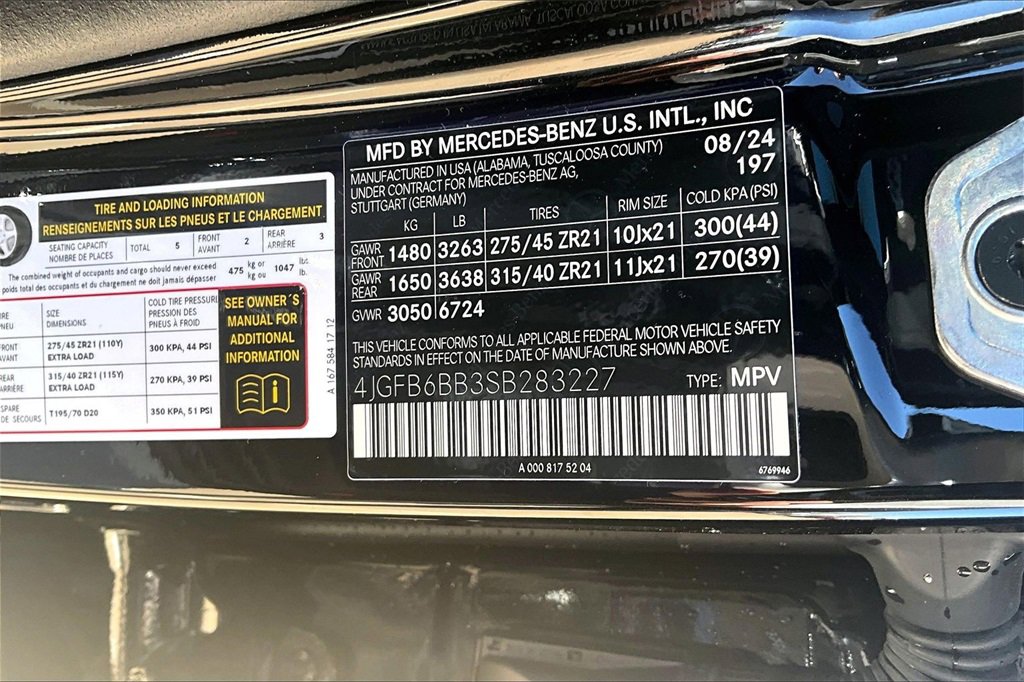 TIRE AND LOADING INFORMATION
RENSEIGNEMENTS SUR LES PNEUS ET LE CHARGEMENT
SEATING CAPACITY
NOMBRE DE PLACES
TOTAL 5
FRONT
AVANT
2
REAR
ARRIÈRE
3
The combined weight of occupants and cargo should never exceed
poids total des occupants et du chargement ne doit jamais dépasser
475 kg or
kg ou
1047 lbs.
lb.
SIZE
DIMENSIONS
COLD TIRE PRESSURE
PRESSION DES
PNEUS À FROID
275/45 ZR21 (110Y)
EXTRA LOAD
300 KPA, 44 PSI
315/40 ZR21 (115Y)
EXTRA LOAD
270 KPA, 39 PSI
DE SECOURS
T195/70 D20
350 KPA, 51 PSI
SEE OWNER´S
MANUAL FOR
ADDITIONAL
INFORMATION
A 167 584 17 12
MFD BY MERCEDES-BENZ U.S. INTL., INC
MANUFACTURED IN USA (ALABAMA, TUSCALOOSA COUNTY)
UNDER CONTRACT FOR MERCEDES-BENZ AG,
STUTTGART (GERMANY)
08/24
197
KG LB TIRES RIM SIZE COLD KPA (PSI)
GAWR
FRONT
1480 3263 275/45 ZR21 10Jx21 300(44)
GAWR
REAR
1650 3638 315/40 ZR21 11Jx21 270(39)
GVWR 3050 6724
THIS VEHICLE CONFORMS TO ALL APPLICABLE FEDERAL MOTOR VEHICLE SAFETY
STANDARDS IN EFFECT ON THE DATE OF MANUFACTURE SHOWN ABOVE.
4JGFB6BB3SB283227 TYPE: MPV
A 000 817 52 04
6769946